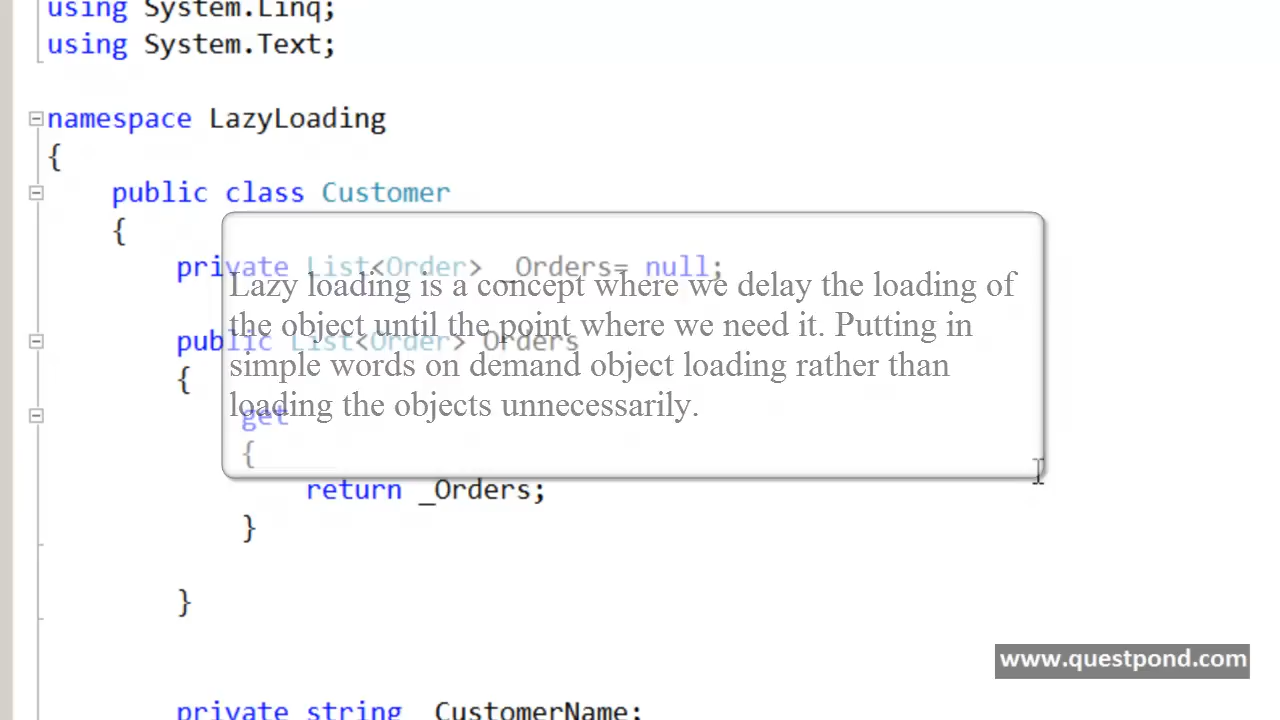 using System.Linq;
using System.Text;
namespace LazyLoading
{
public class Customer
{
private List<Order> _Orders= null;
Lazy loading is a concept where we delay the loading of
the object until the point where we need it. Putting in
public List<Order> Orders
simple words on demand object loading rather than
{
loading the objects unnecessarily.
get
{
return _Orders;
}
}
www.questpond.com
private string _CustomerName;